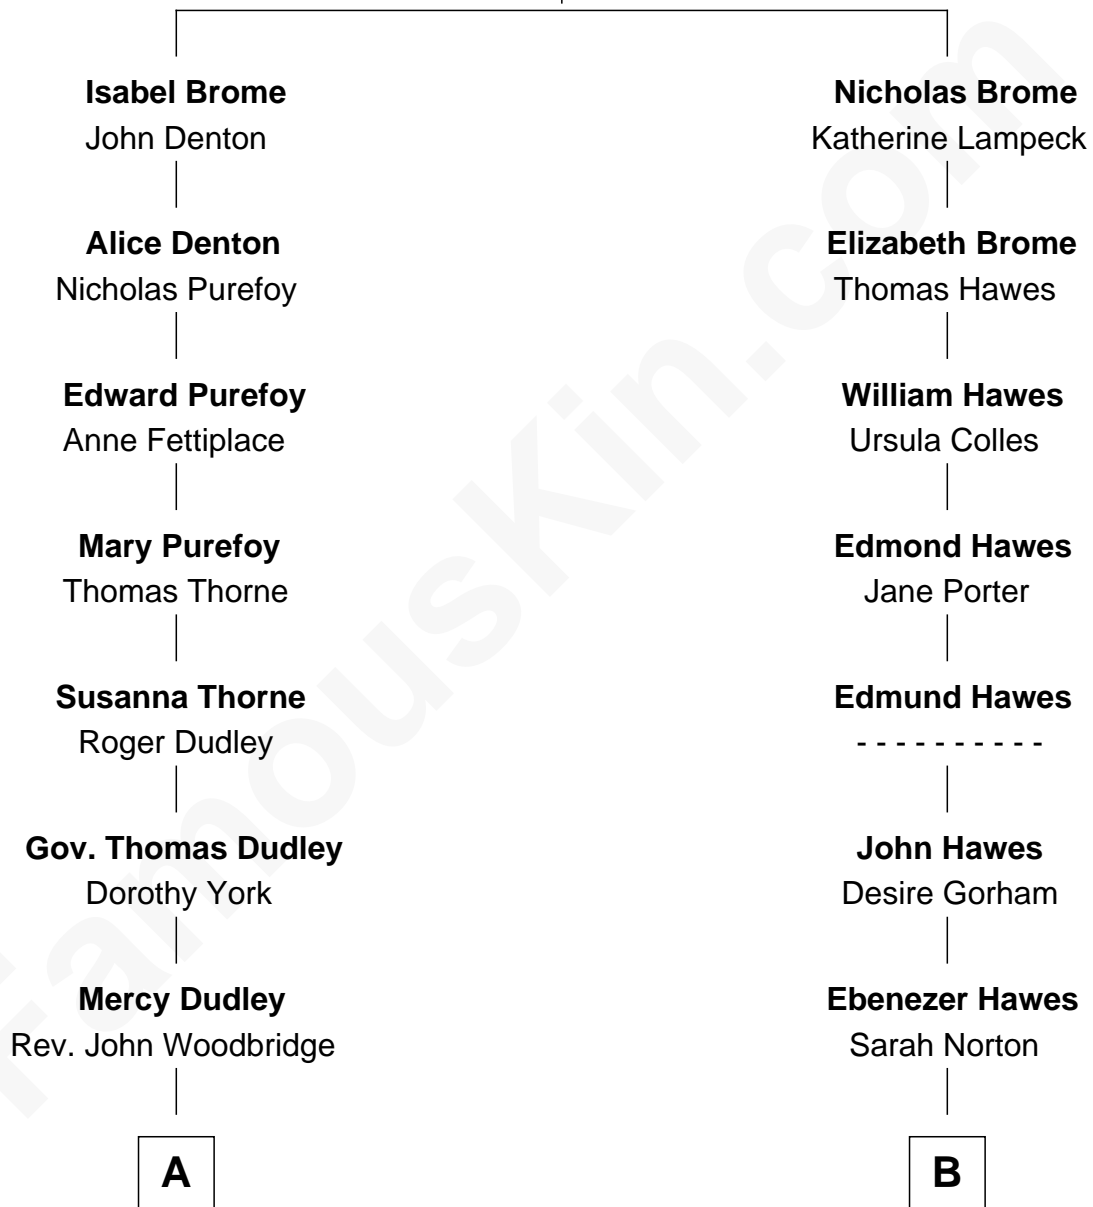 Isabel Brome
John Denton
Alice Denton
Nicholas Purefoy
Edward Purefoy
Anne Fettiplace
Mary Purefoy
Thomas Thorne
Susanna Thorne
Roger Dudley
Gov. Thomas Dudley
Dorothy York
Mercy Dudley
Rev. John Woodbridge
A
Nicholas Brome
Katherine Lampeck
Elizabeth Brome
Thomas Hawes
William Hawes
Ursula Colles
Edmond Hawes
Jane Porter
Edmund Hawes
- - - - - - - - - -
John Hawes
Desire Gorham
Ebenezer Hawes
Sarah Norton
B
FamousKin.com